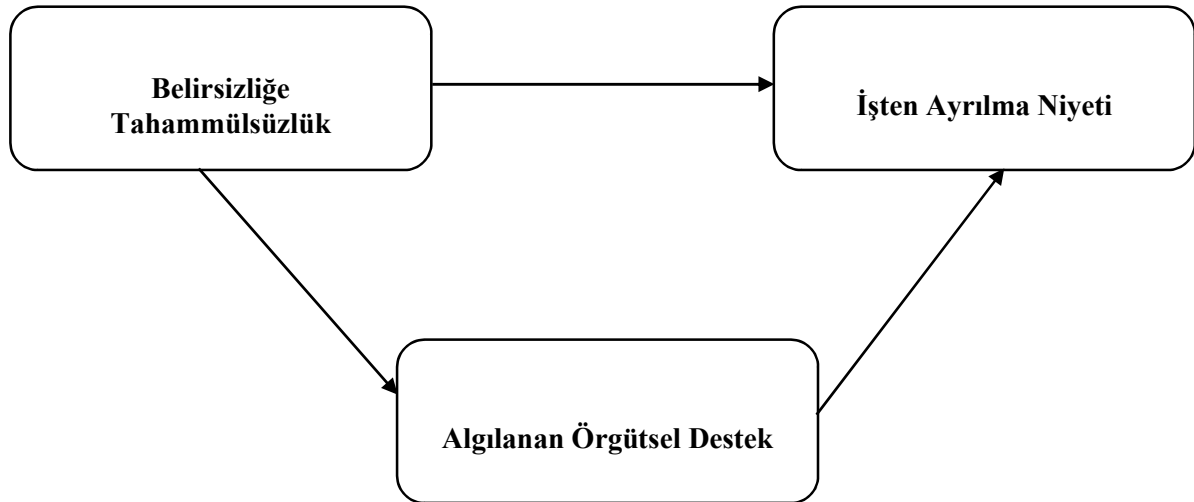 Belirsizliğe
Tahammülsüzlük
İşten Ayrılma Niyeti
Algılanan Örgütsel Destek